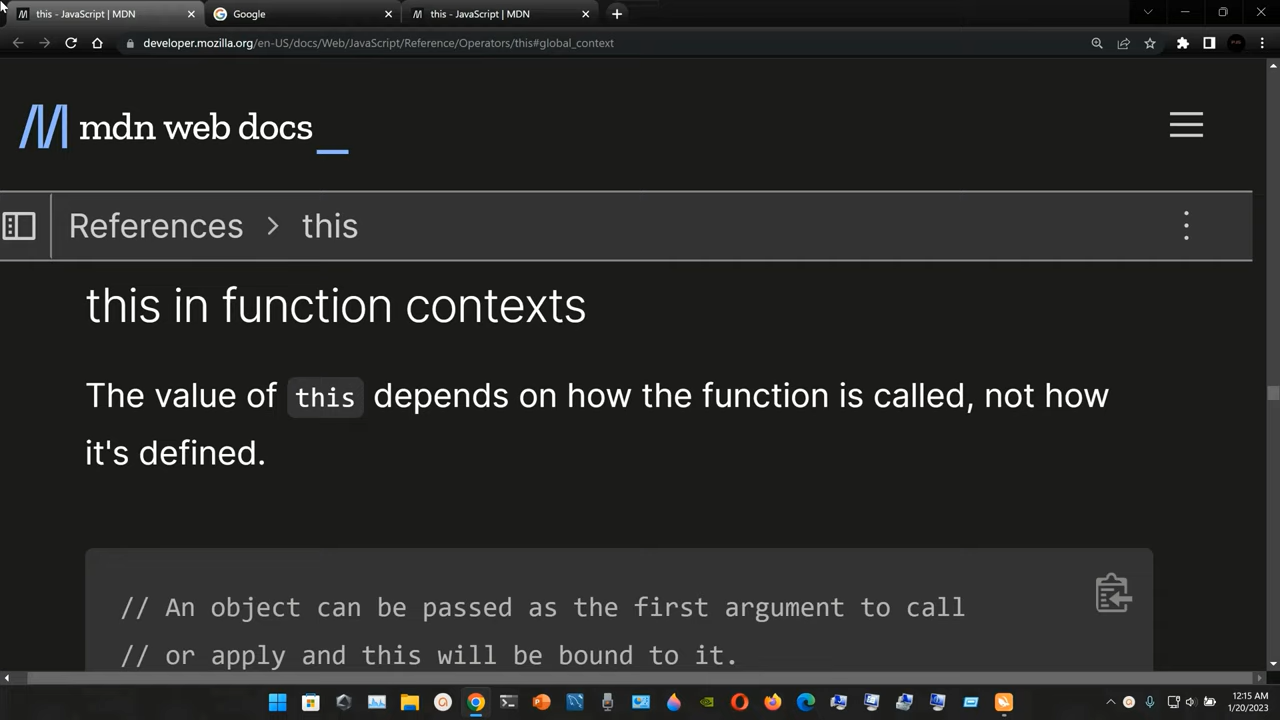 this - JavaScript | MDN
Google
this - JavaScript | MDN
developer.mozilla.org/en-US/docs/Web/JavaScript/Reference/Operators/this#global_context
mdn web docs_
References > this
this in function contexts
The value of this depends on how the function is called, not how
it's defined.
// An object can be passed as the first argument to call
// or apply and this will be bound to it.
12:15 AM
1/20/2023